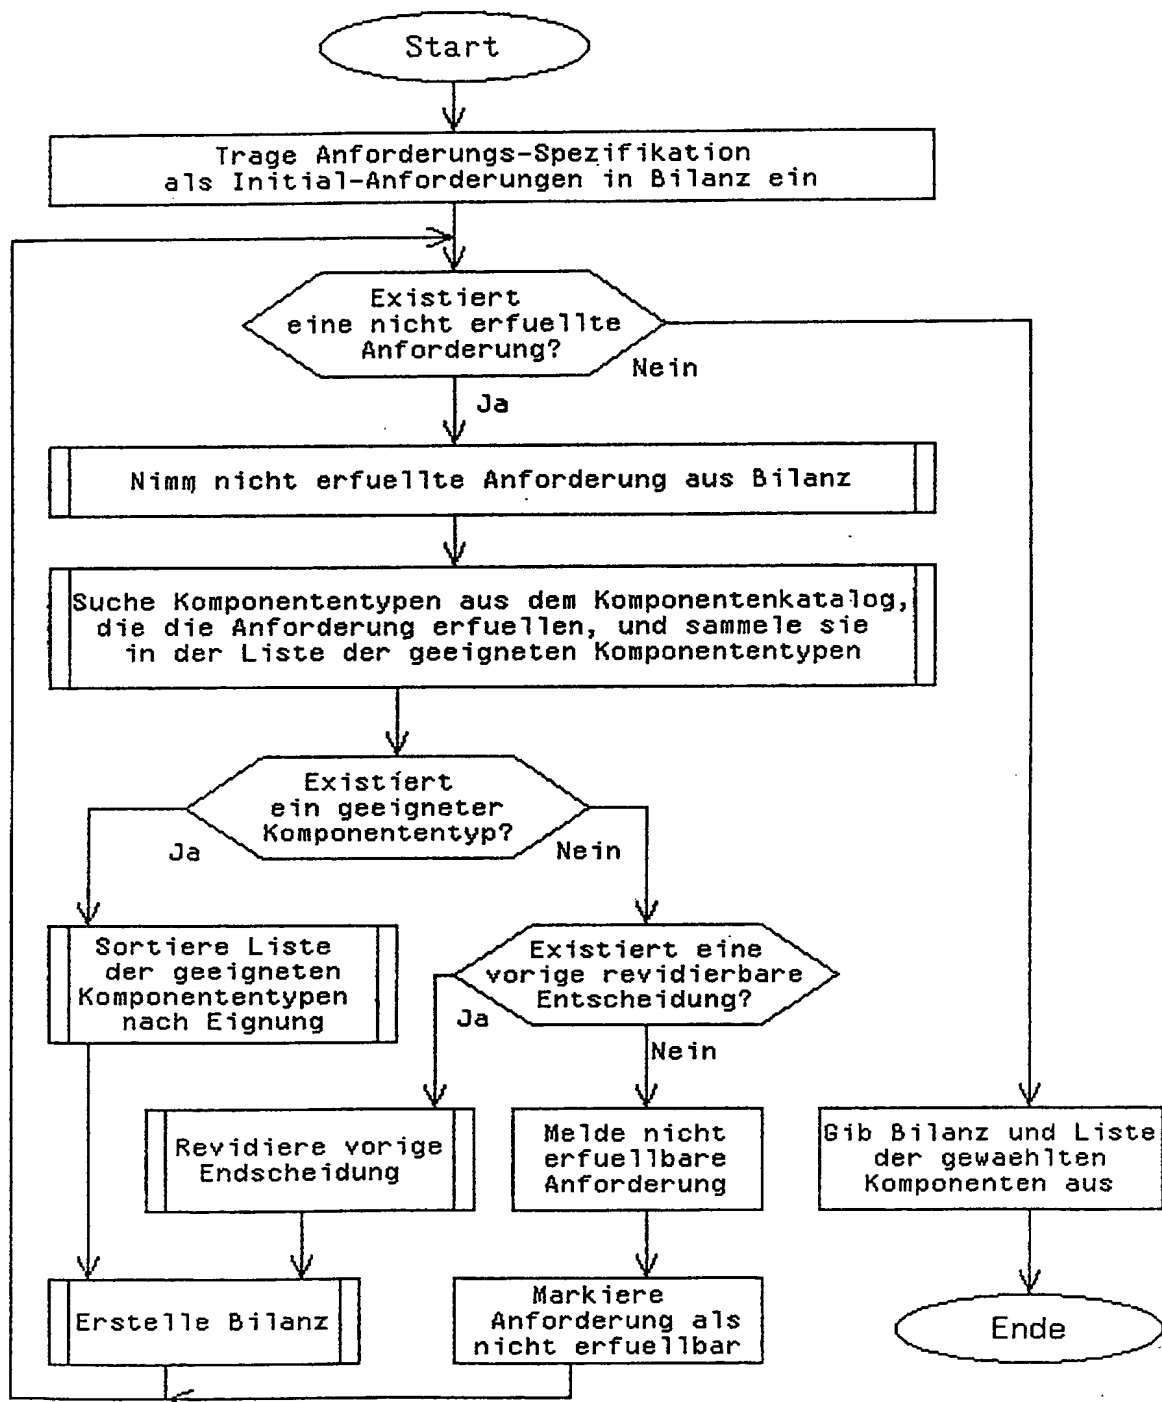 Start
Trage Anforderungs-Spezifikation
als Initial-Anforderungen in Bilanz ein
Existiert
eine nicht erfuellte
Anforderung?
Nein
Ja
Nimm nicht erfuellte Anforderung aus Bilanz
Suche Komponententypen aus dem Komponentenkatalog,
die die Anforderung erfuellen, und sammele sie
in der Liste der geeigneten Komponententypen
Existiert
ein geeigneter
Komponententyp?
Ja
Nein
Sortiere Liste
der geeigneten
Komponententypen
nach Eignung
Existiert eine
vorige revidierbare
Entscheidung?
Ja
Nein
Revidiere vorige
Endscheidung
Melde nicht
erfuellbare
Anforderung
Gib Bilanz und Liste
der gewaehlten
Komponenten aus
Erstelle Bilanz
Markiere
Anforderung als
nicht erfuellbar
Ende